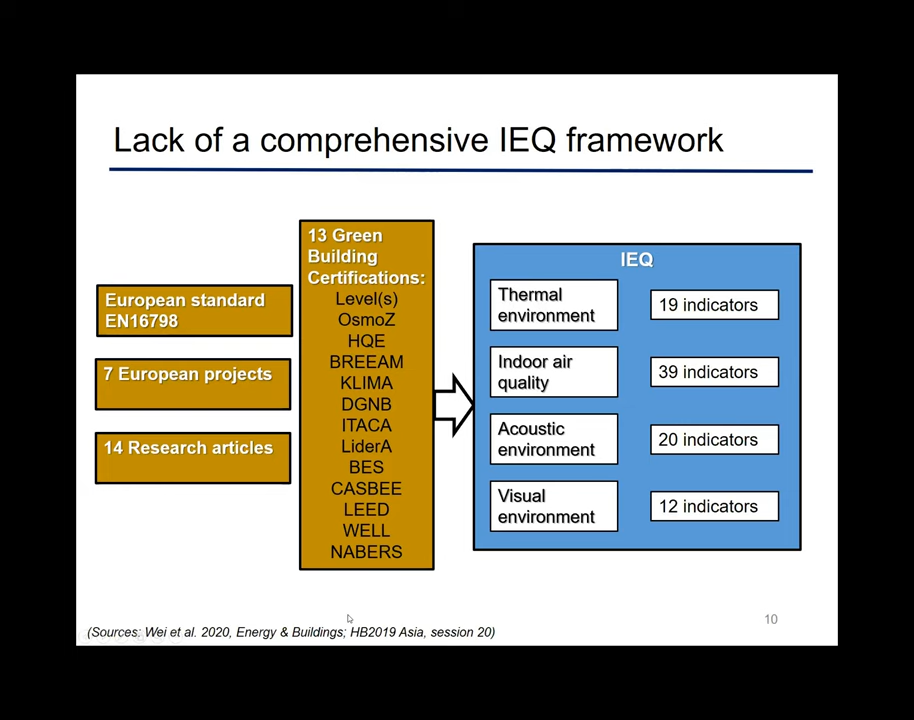 Lack of a comprehensive IEQ framework
European standard
EN16798
7 European projects
14 Research articles
13 Green
Building
Certifications:
Level(s)
OsmoZ
HQE
BREEAM
KLIMA
DGNB
ITACA
LiderA
BES
CASBEE
LEED
WELL
NABERS
IEQ
Thermal
environment
19 indicators
Indoor air
quality
39 indicators
Acoustic
environment
20 indicators
Visual
environment
12 indicators
10
(Sources: Wei et al. 2020, Energy & Buildings; HB2019 Asia, session 20)